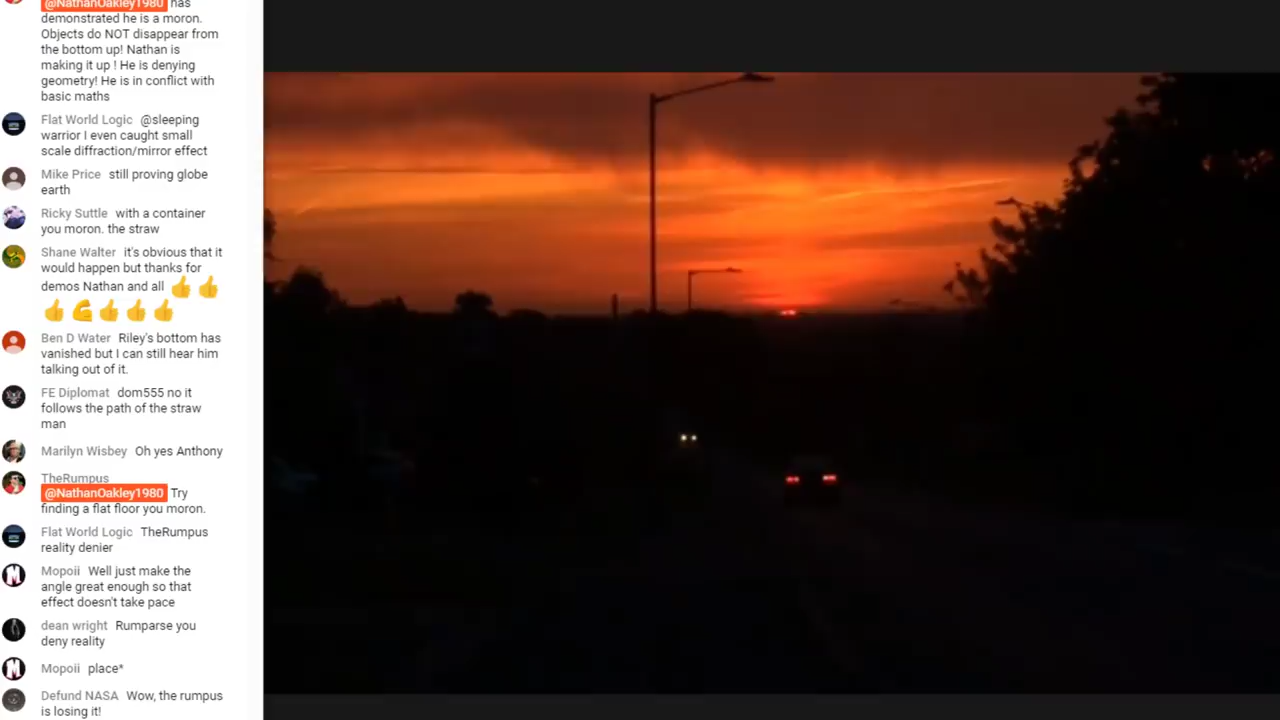 @NathanOakley1980 has
demonstrated he is a moron.
Objects do NOT disappear from
the bottom up! Nathan is
making it up ! He is denying
geometry! He is in conflict with
basic maths
Flat World Logic @sleeping
warrior I even caught small
scale diffraction/mirror effect
Mike Price still proving globe
earth
Ricky Suttle with a container
you moron. the straw
Shane Walter it's obvious that it
would happen but thanks for
demos Nathan and all 👍 👍
👍 💪 👍 👍 👍
Ben D Water Riley's bottom has
vanished but I can still hear him
talking out of it.
FE Diplomat dom555 no it
follows the path of the straw
man
Marilyn Wisbey Oh yes Anthony
TheRumpus
@NathanOakley1980 Try
finding a flat floor you moron.
Flat World Logic TheRumpus
reality denier
Mopoii Well just make the
angle great enough so that
effect doesn't take pace
dean wright Rumparse you
deny reality
Mopoii place*
Defund NASA Wow, the rumpus
is losing it!